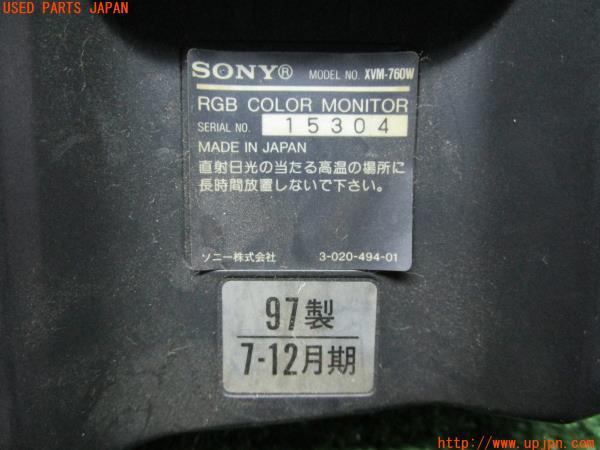 USED PARTS JAPAN
SONY® MODEL NO. XVM-760W
RGB COLOR MONITOR
SERIAL NO. 15304
MADE IN JAPAN
直射日光の当たる高温の場所に
長時間放置しないで下さい。
ソニー株式会社 3-020-494-01
97製
7-12月期
http://www.upjpn.com